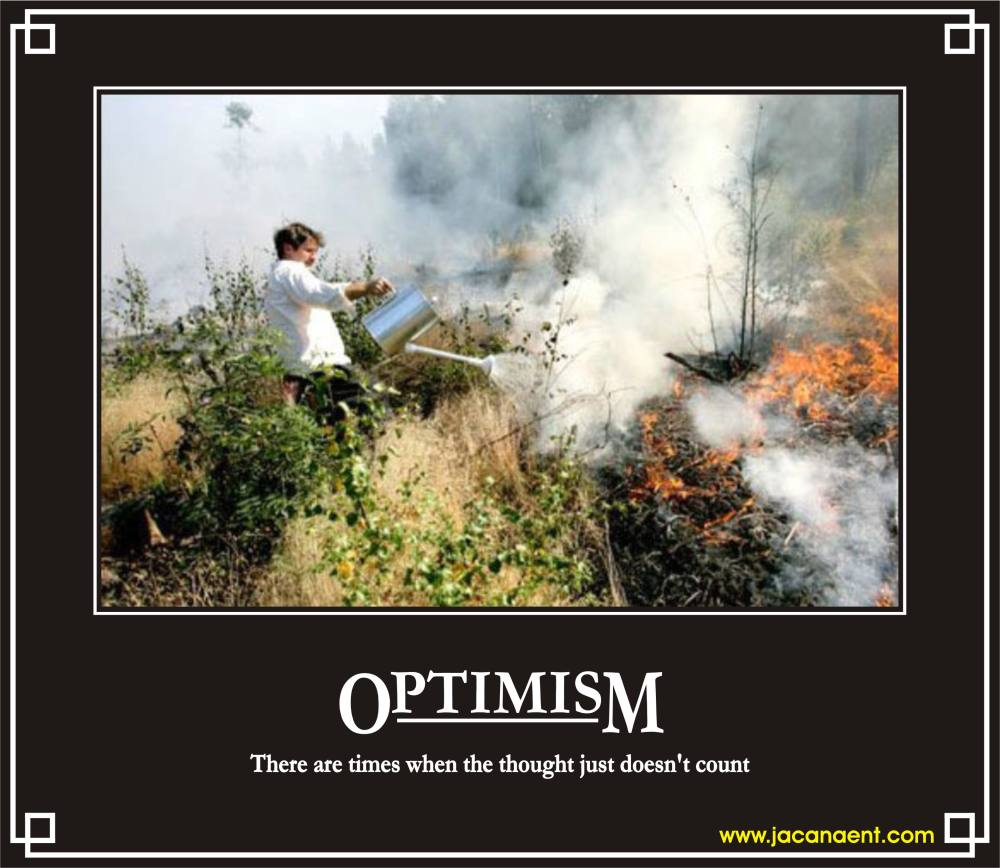 OPTIMISM
There are times when the thought just doesn't count
www.jacanaent.com